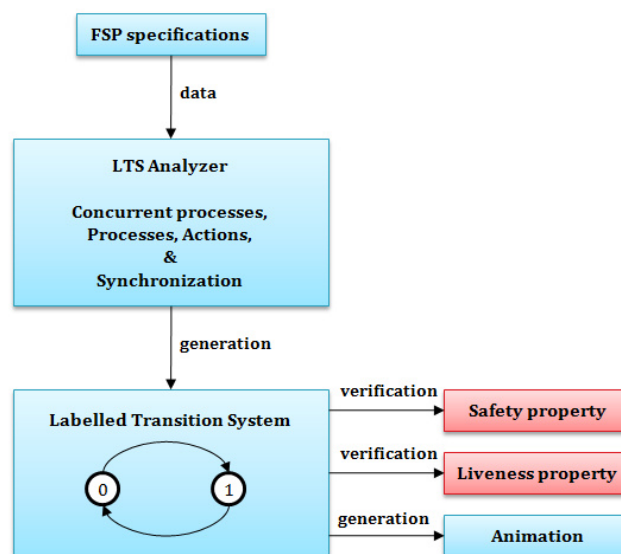 FSP specifications
data
LTS Analyzer
Concurrent processes,
Processes, Actions,
&
Synchronization
generation
Labelled Transition System
0
1
verification
Safety property
verification
Liveness property
generation
Animation